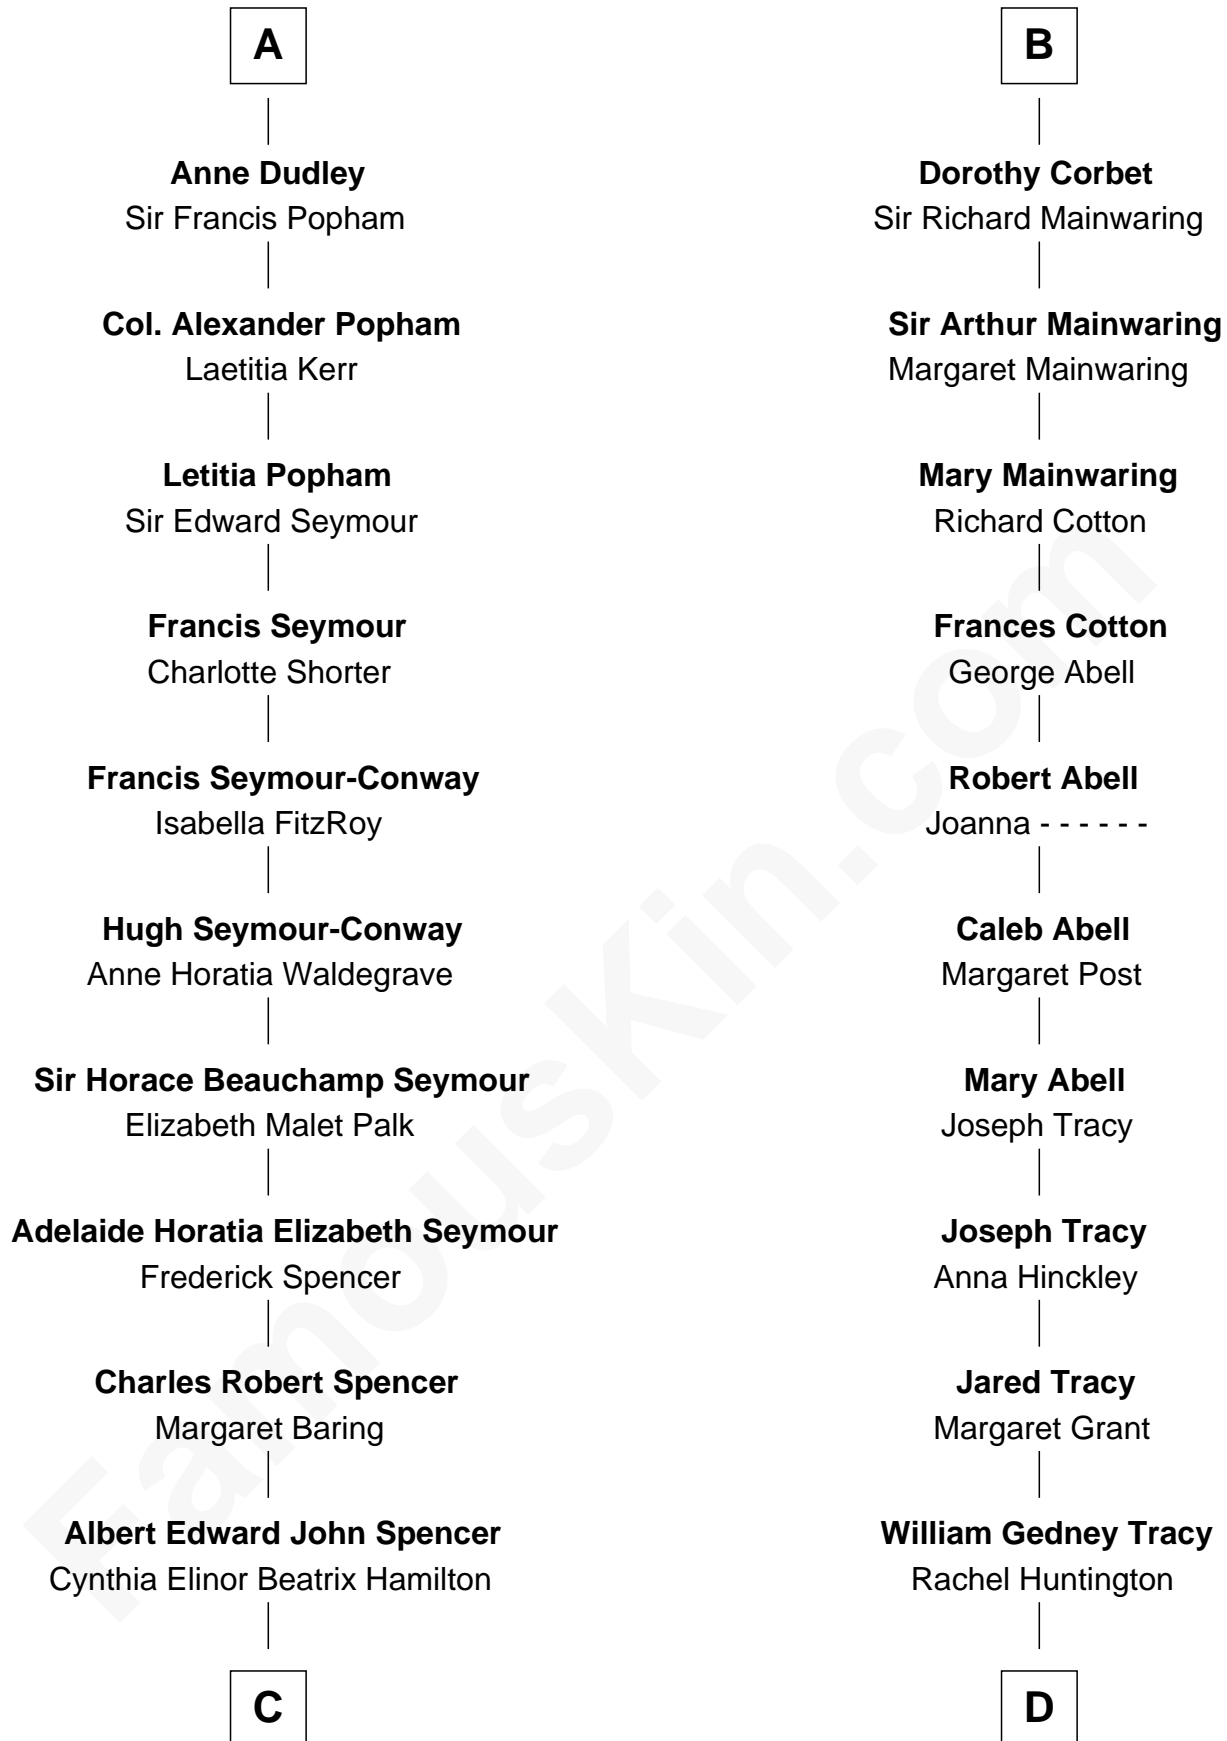 A
Anne Dudley
Sir Francis Popham
Col. Alexander Popham
Laetitia Kerr
Letitia Popham
Sir Edward Seymour
Francis Seymour
Charlotte Shorter
Francis Seymour-Conway
Isabella FitzRoy
Hugh Seymour-Conway
Anne Horatia Waldegrave
Sir Horace Beauchamp Seymour
Elizabeth Malet Palk
Adelaide Horatia Elizabeth Seymour
Frederick Spencer
Charles Robert Spencer
Margaret Baring
Albert Edward John Spencer
Cynthia Elinor Beatrix Hamilton
C
B
Dorothy Corbet
Sir Richard Mainwaring
Sir Arthur Mainwaring
Margaret Mainwaring
Mary Mainwaring
Richard Cotton
Frances Cotton
George Abell
Robert Abell
Joanna - - - - - -
Caleb Abell
Margaret Post
Mary Abell
Joseph Tracy
Joseph Tracy
Anna Hinckley
Jared Tracy
Margaret Grant
William Gedney Tracy
Rachel Huntington
D
FamousKin.com